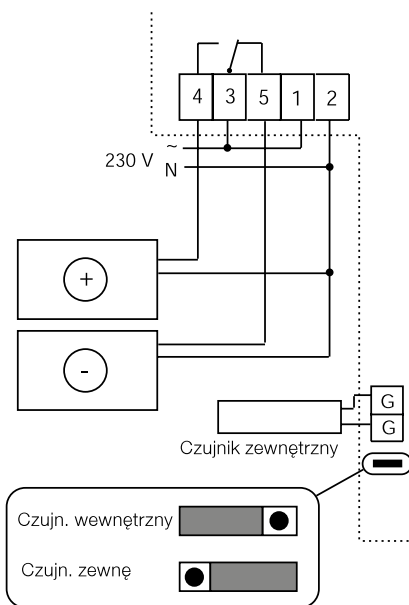 4 3 5 1 2
~
230 V N
+
-
G
G
Czujnik zewnętrzny
Czujn. wewnętrzny
Czujn. zewnę